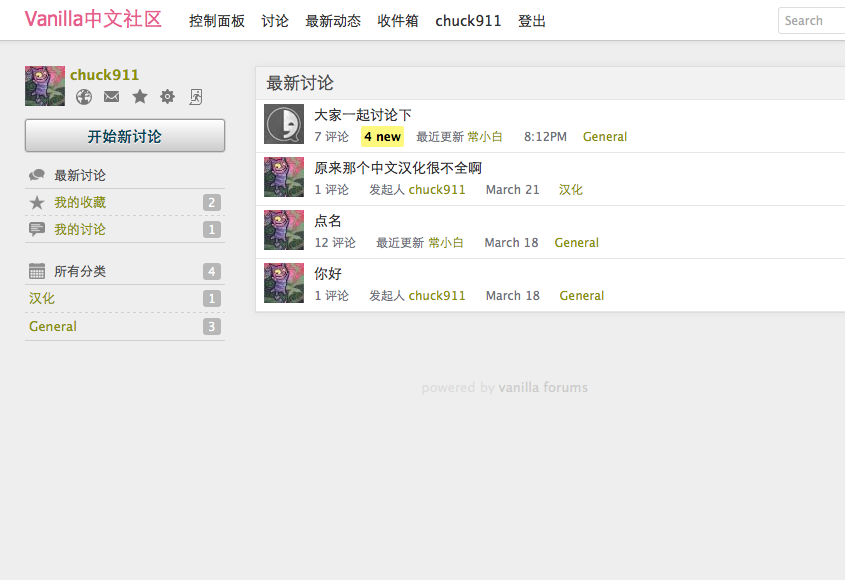 Vanilla中文社区 控制面板 讨论 最新动态 收件箱 chuck911 登出 Search
chuck911
开始新讨论
最新讨论
我的收藏 2
我的讨论 1
所有分类 4
汉化 1
General 3
最新讨论
大家一起讨论下
7 评论 4 new 最近更新 常小白 8:12PM General
原来那个中文汉化很不全啊
1 评论 发起人 chuck911 March 21 汉化
点名
12 评论 最近更新 常小白 March 18 General
你好
1 评论 发起人 chuck911 March 18 General
powered by vanilla forums